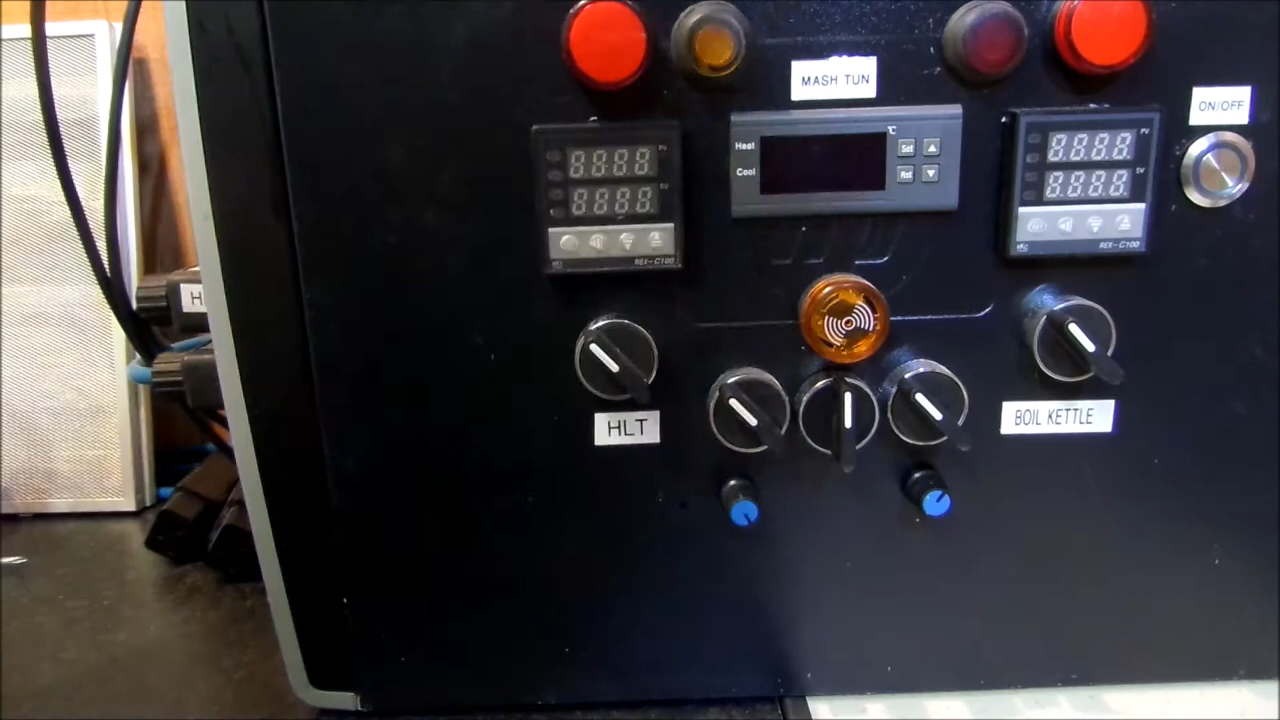 MASH TUN
ON/OFF
PV
SV
REX-C100
°C
Heat
Cool
Set
Rst
PV
SV
SET
REX-C100
H
HLT
BOIL KETTLE